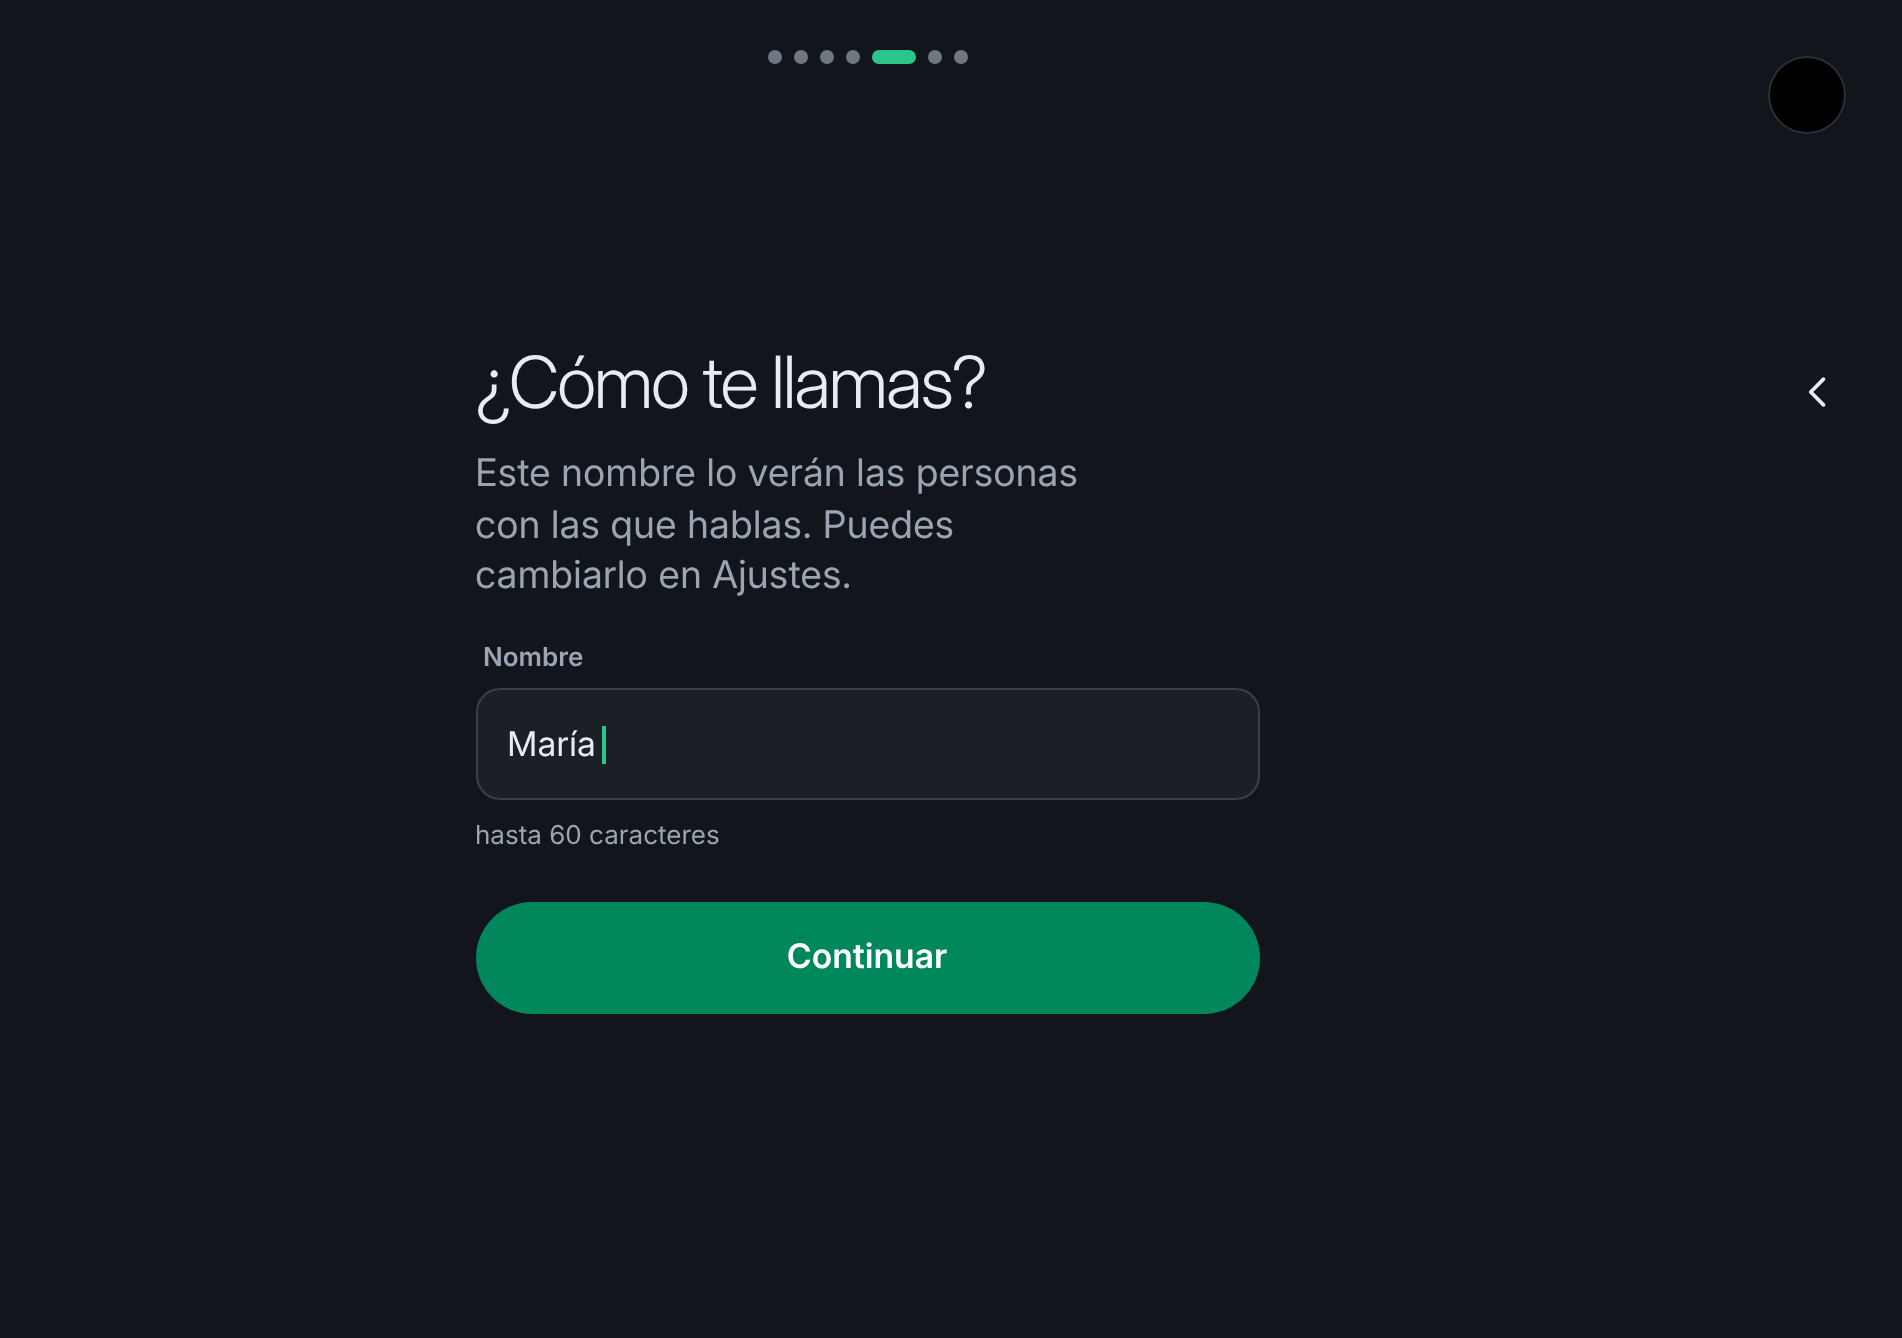 ¿Cómo te llamas?
Este nombre lo verán las personas
con las que hablas. Puedes
cambiarlo en Ajustes.
Nombre
María
hasta 60 caracteres
Continuar